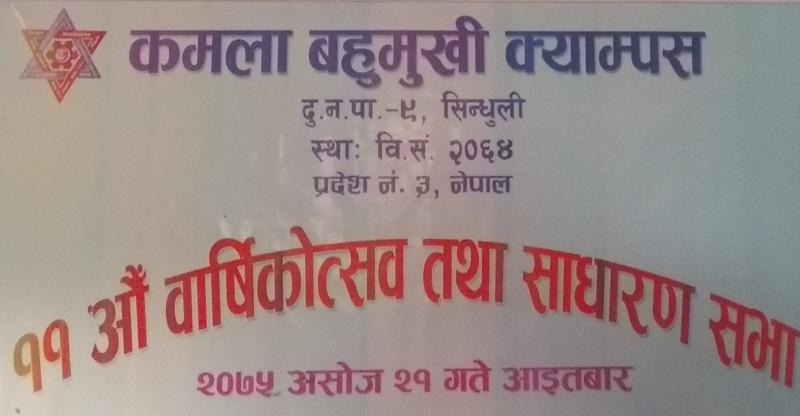 कमला बहुमुखी क्याम्पस
दु.न.पा.-९, सिन्धुली
स्था: वि.सं. २०६४
प्रदेश नं. ३, नेपाल
११ औं वार्षिकोत्सव तथा साधारण सभा
२०७५ असोज २१ गते आइतबार